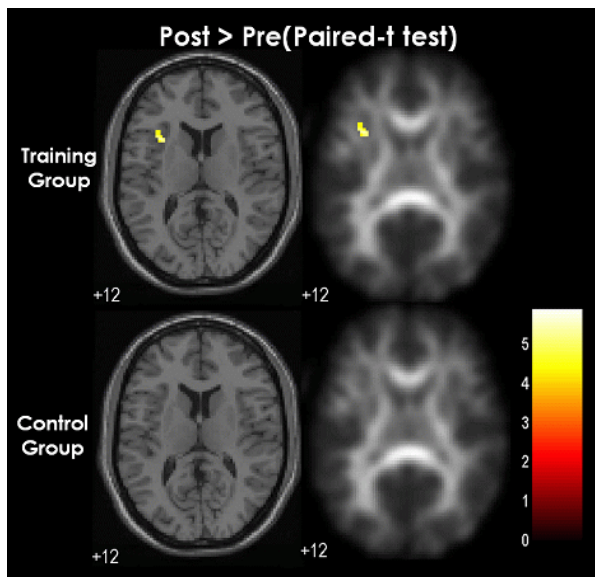 Post > Pre(Paired-t test)
Training
Group
+12
+12
Control
Group
5
4
3
2
1
0
+12
+12